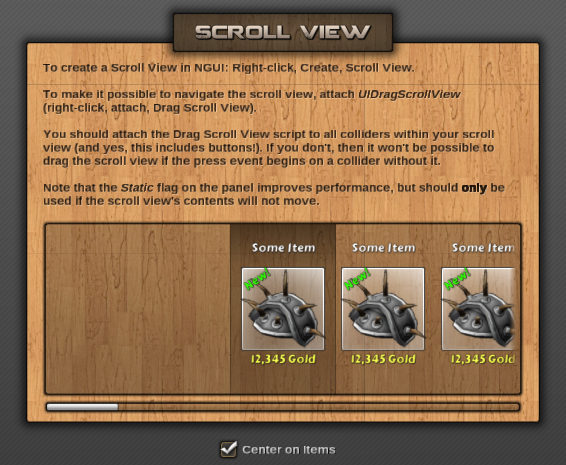 SCROLL VIEW
To create a Scroll View in NGUI: Right-click, Create, Scroll View.
To make it possible to navigate the scroll view, attach UIDragScrollView
(right-click, attach, Drag Scroll View).
You should attach the Drag Scroll View script to all colliders within your scroll
view (and yes, this includes buttons!). If you don't, then it won't be possible to
drag the scroll view if the press event begins on a collider without it.
Note that the Static flag on the panel improves performance, but should only be
used if the scroll view's contents will not move.
Some Item Some Item Some Item
New! New! New!
12,345 Gold 12,345 Gold 12,345 Gold
Center on Items